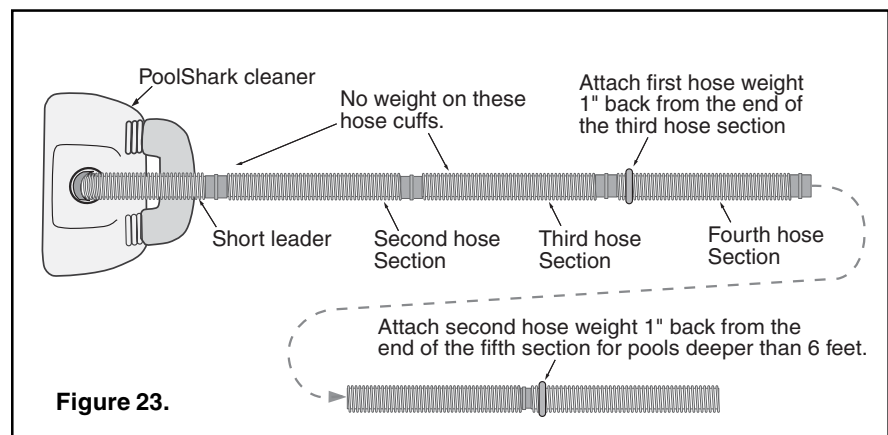 PoolShark cleaner
No weight on these
hose cuffs.
Attach first hose weight
1" back from the end of
the third hose section
Short leader
Second hose
Section
Third hose
Section
Fourth hose
Section
Attach second hose weight 1" back from the
end of the fifth section for pools deeper than 6 feet.
Figure 23.